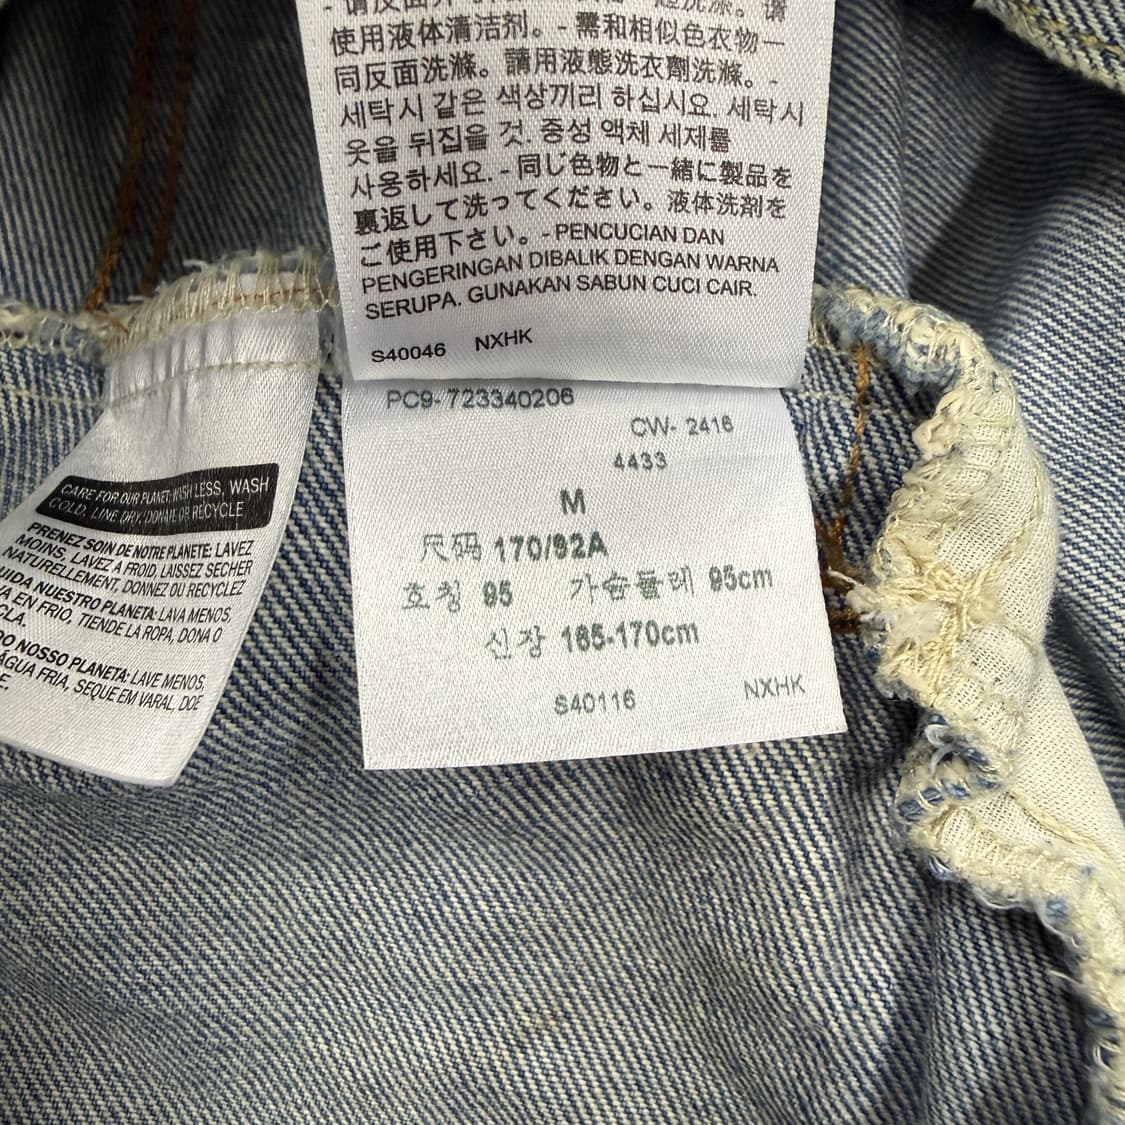 使用液体清洁剂。- 需和相似色衣物一
同反面洗滌。請用液態洗衣劑洗滌。-
세탁시 같은 색상끼리 하십시요. 세탁시
옷을 뒤집을 것. 중성 액체 세제를
사용하세요. - 同じ色物と一緒に製品を
裏返して洗ってください。液体洗剤を
ご使用下さい。- PENCUCIAN DAN
PENGERINGAN DIBALIK DENGAN WARNA
SERUPA. GUNAKAN SABUN CUCI CAIR.
S40046 NXHK
PC9-723340206
CW- 2416
4433
M
尺码 170/92A
호칭 95 가슴둘레 95cm
신장 165-170cm
S40116 NXHK
CARE FOR OUR PLANET: WASH LESS, WASH
COLD, LINE DRY, DONATE OR RECYCLE
PRENEZ SOIN DE NOTRE PLANETE: LAVEZ
MOINS, LAVEZ A FROID, LAISSEZ SECHER
NATURELLEMENT, DONNEZ OU RECYCLEZ
UIDA NUESTRO PLANETA: LAVA MENOS,
VA EN FRIO, TIENDE LA ROPA, DONA O
CLA.
DO NOSSO PLANETA: LAVE MENOS,
ÁGUA FRIA, SEQUE EM VARAL, DOE
E.